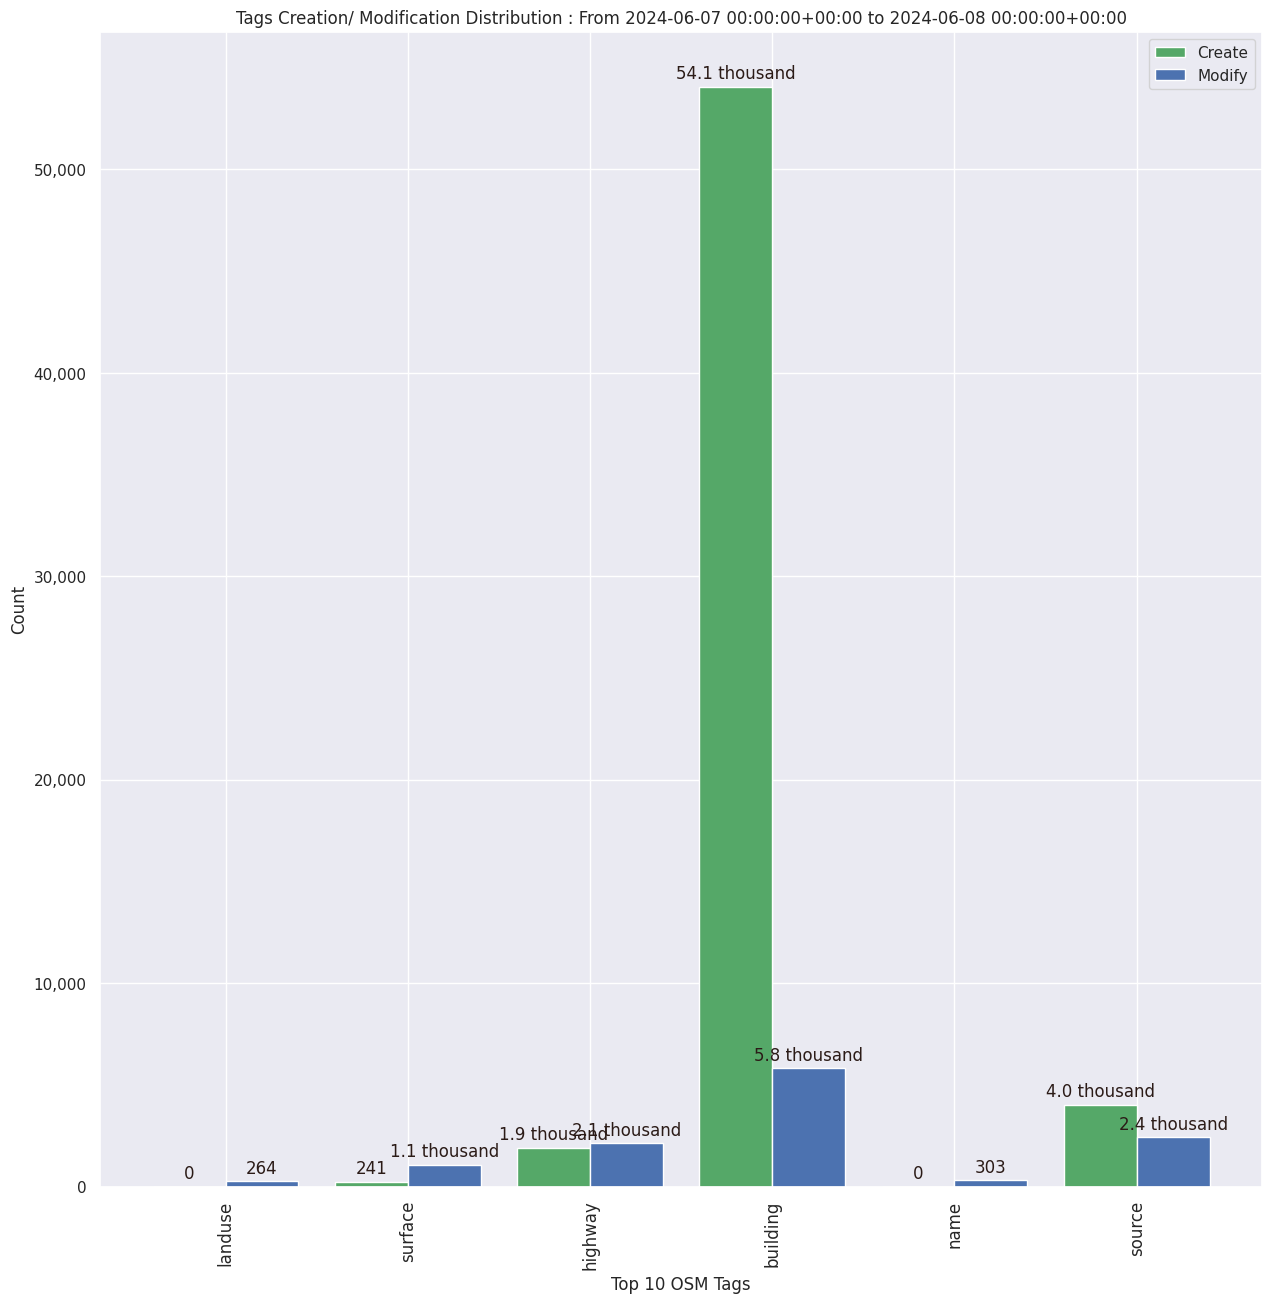 Tags Creation/ Modification Distribution : From 2024-06-07 00:00:00+00:00 to 2024-06-08 00:00:00+00:00
Create
Modify
54.1 thousand
50,000
40,000
30,000
20,000
10,000
0
Count
0
264
241
1.1 thousand
1.9 thousand
2.1 thousand
5.8 thousand
0
303
4.0 thousand
2.4 thousand
landuse
surface
highway
building
name
source
Top 10 OSM Tags